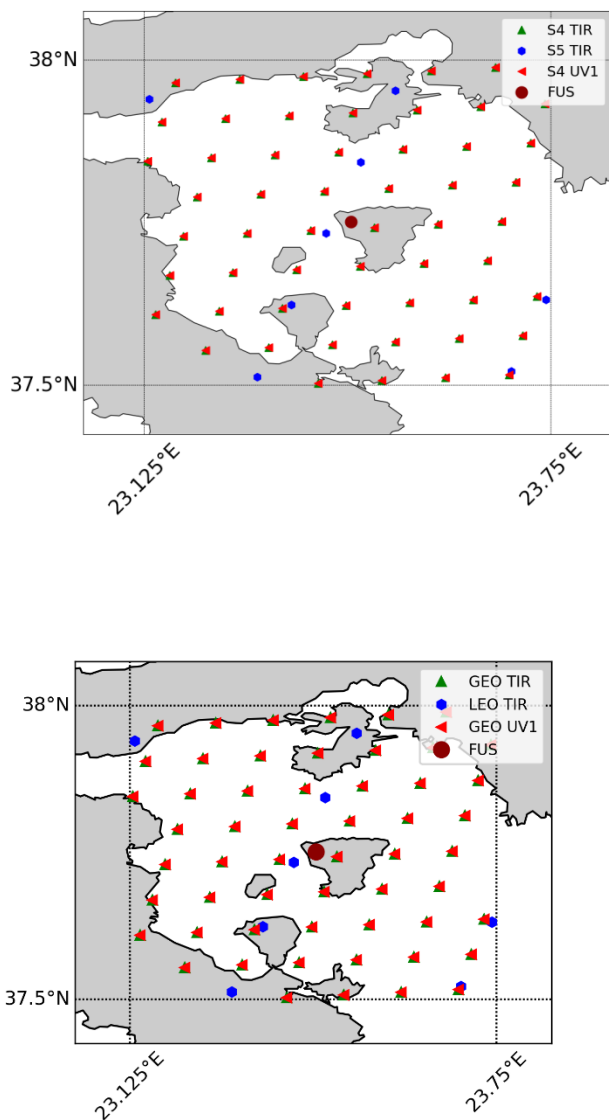 S4 TIR
S5 TIR
S4 UV1
FUS
38°N
37.5°N
23.125°E
23.75°E
GEO TIR
LEO TIR
GEO UV1
FUS
38°N
37.5°N
23.125°E
23.75°E